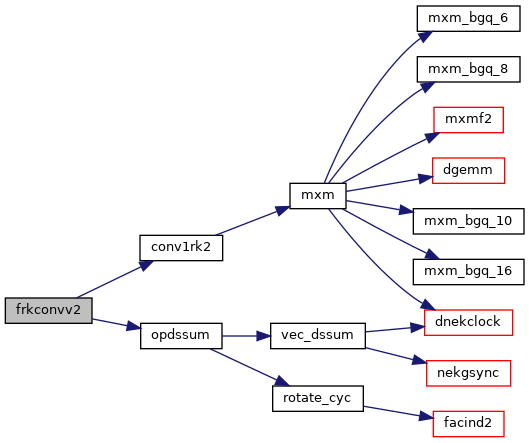 mxm_bgq_6
mxm_bgq_8
mxmf2
dgemm
mxm
mxm_bgq_10
conv1rk2
mxm_bgq_16
frkconvv2
dnekclock
opdssum
vec_dssum
nekgsync
rotate_cyc
facind2